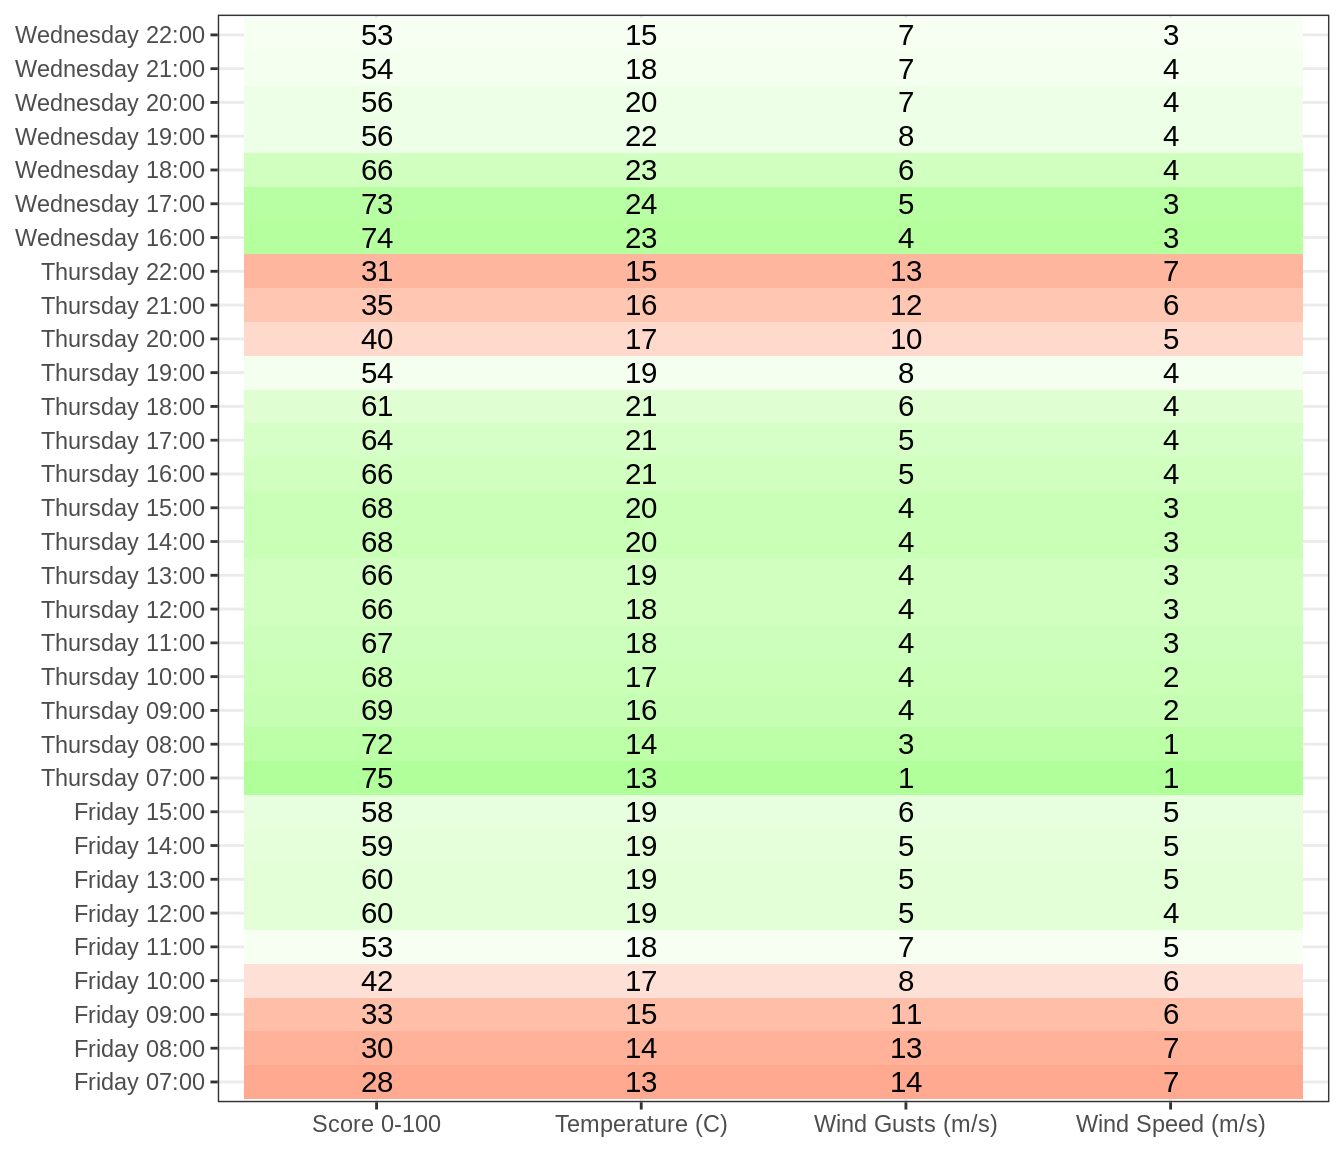 Wednesday 22:00 53 15 7 3
Wednesday 21:00 54 18 7 4
Wednesday 20:00 56 20 7 4
Wednesday 19:00 56 22 8 4
Wednesday 18:00 66 23 6 4
Wednesday 17:00 73 24 5 3
Wednesday 16:00 74 23 4 3
Thursday 22:00 31 15 13 7
Thursday 21:00 35 16 12 6
Thursday 20:00 40 17 10 5
Thursday 19:00 54 19 8 4
Thursday 18:00 61 21 6 4
Thursday 17:00 64 21 5 4
Thursday 16:00 66 21 5 4
Thursday 15:00 68 20 4 3
Thursday 14:00 68 20 4 3
Thursday 13:00 66 19 4 3
Thursday 12:00 66 18 4 3
Thursday 11:00 67 18 4 3
Thursday 10:00 68 17 4 2
Thursday 09:00 69 16 4 2
Thursday 08:00 72 14 3 1
Thursday 07:00 75 13 1 1
Friday 15:00 58 19 6 5
Friday 14:00 59 19 5 5
Friday 13:00 60 19 5 5
Friday 12:00 60 19 5 4
Friday 11:00 53 18 7 5
Friday 10:00 42 17 8 6
Friday 09:00 33 15 11 6
Friday 08:00 30 14 13 7
Friday 07:00 28 13 14 7
Score 0-100 Temperature (C) Wind Gusts (m/s) Wind Speed (m/s)